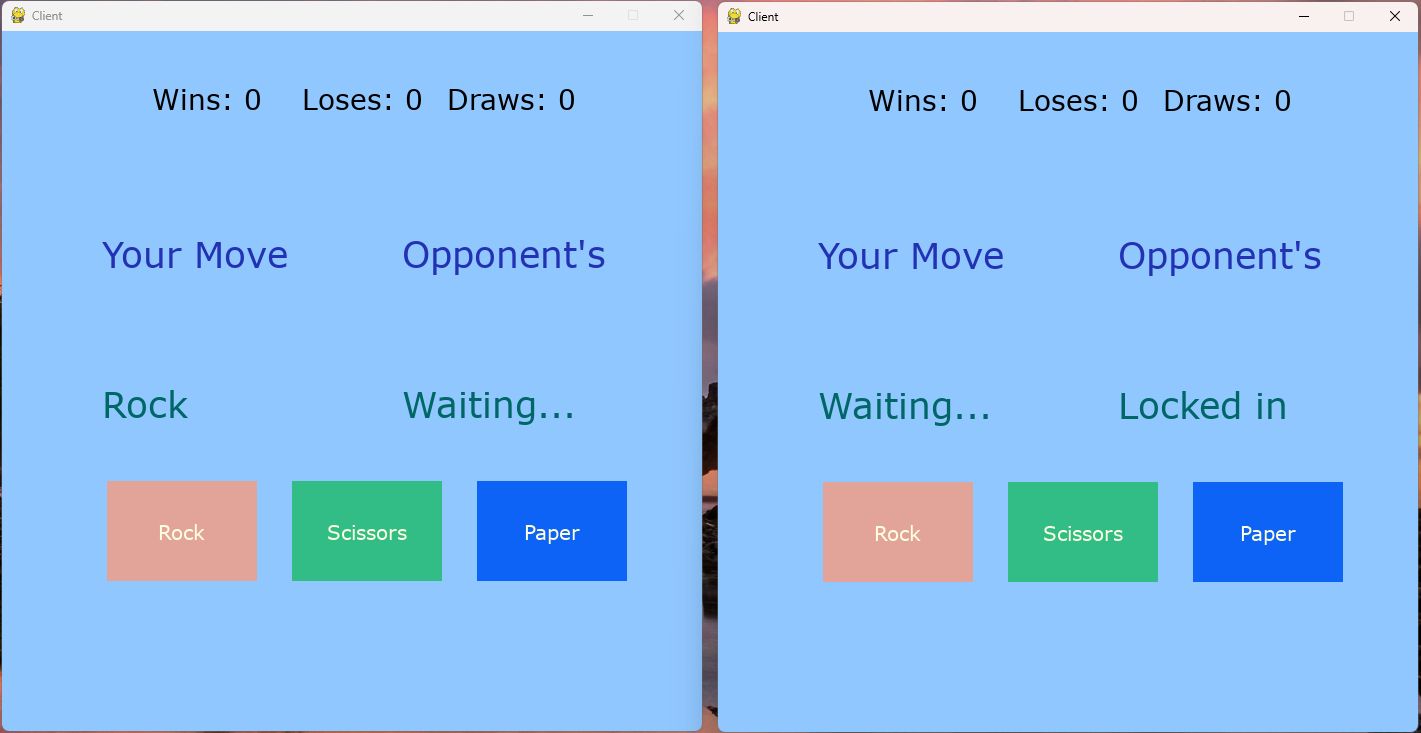 Client
Wins: 0 Loses: 0 Draws: 0
Your Move Opponent's
Rock Waiting...
Rock Scissors Paper
Client
Wins: 0 Loses: 0 Draws: 0
Your Move Opponent's
Waiting... Locked in
Rock Scissors Paper